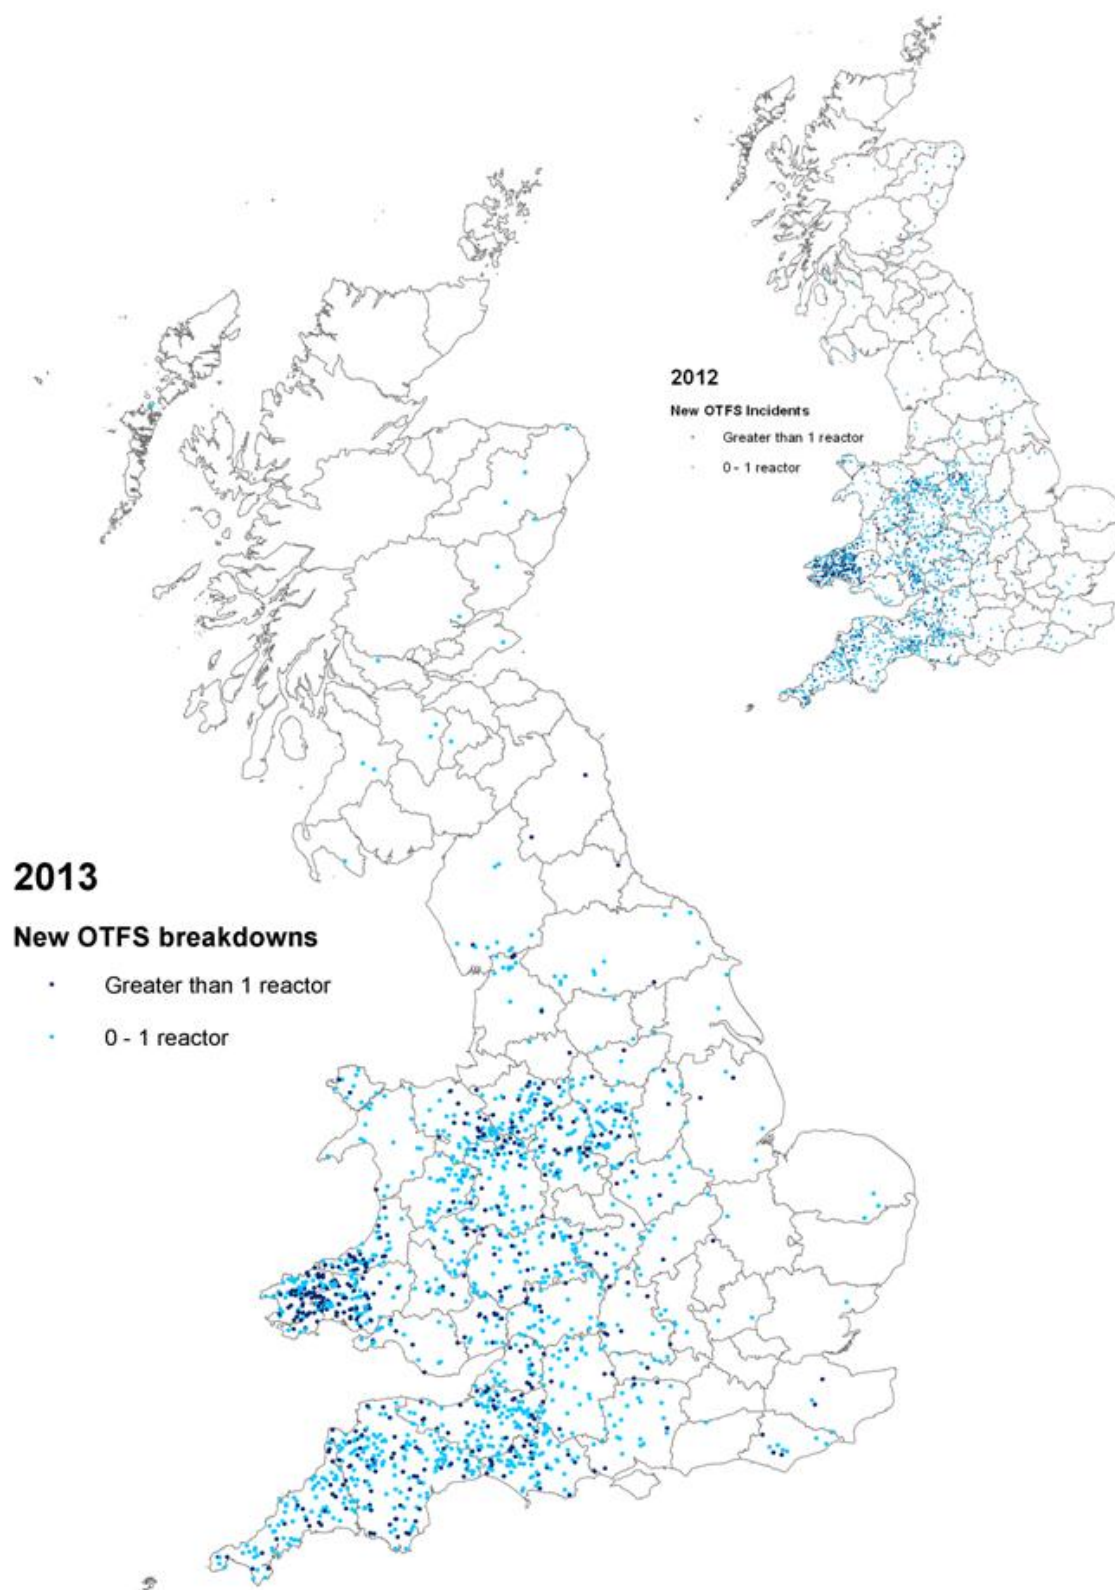 2012
New OTFS Incidents
Greater than 1 reactor
0 - 1 reactor
2013
New OTFS breakdowns
Greater than 1 reactor
0 - 1 reactor